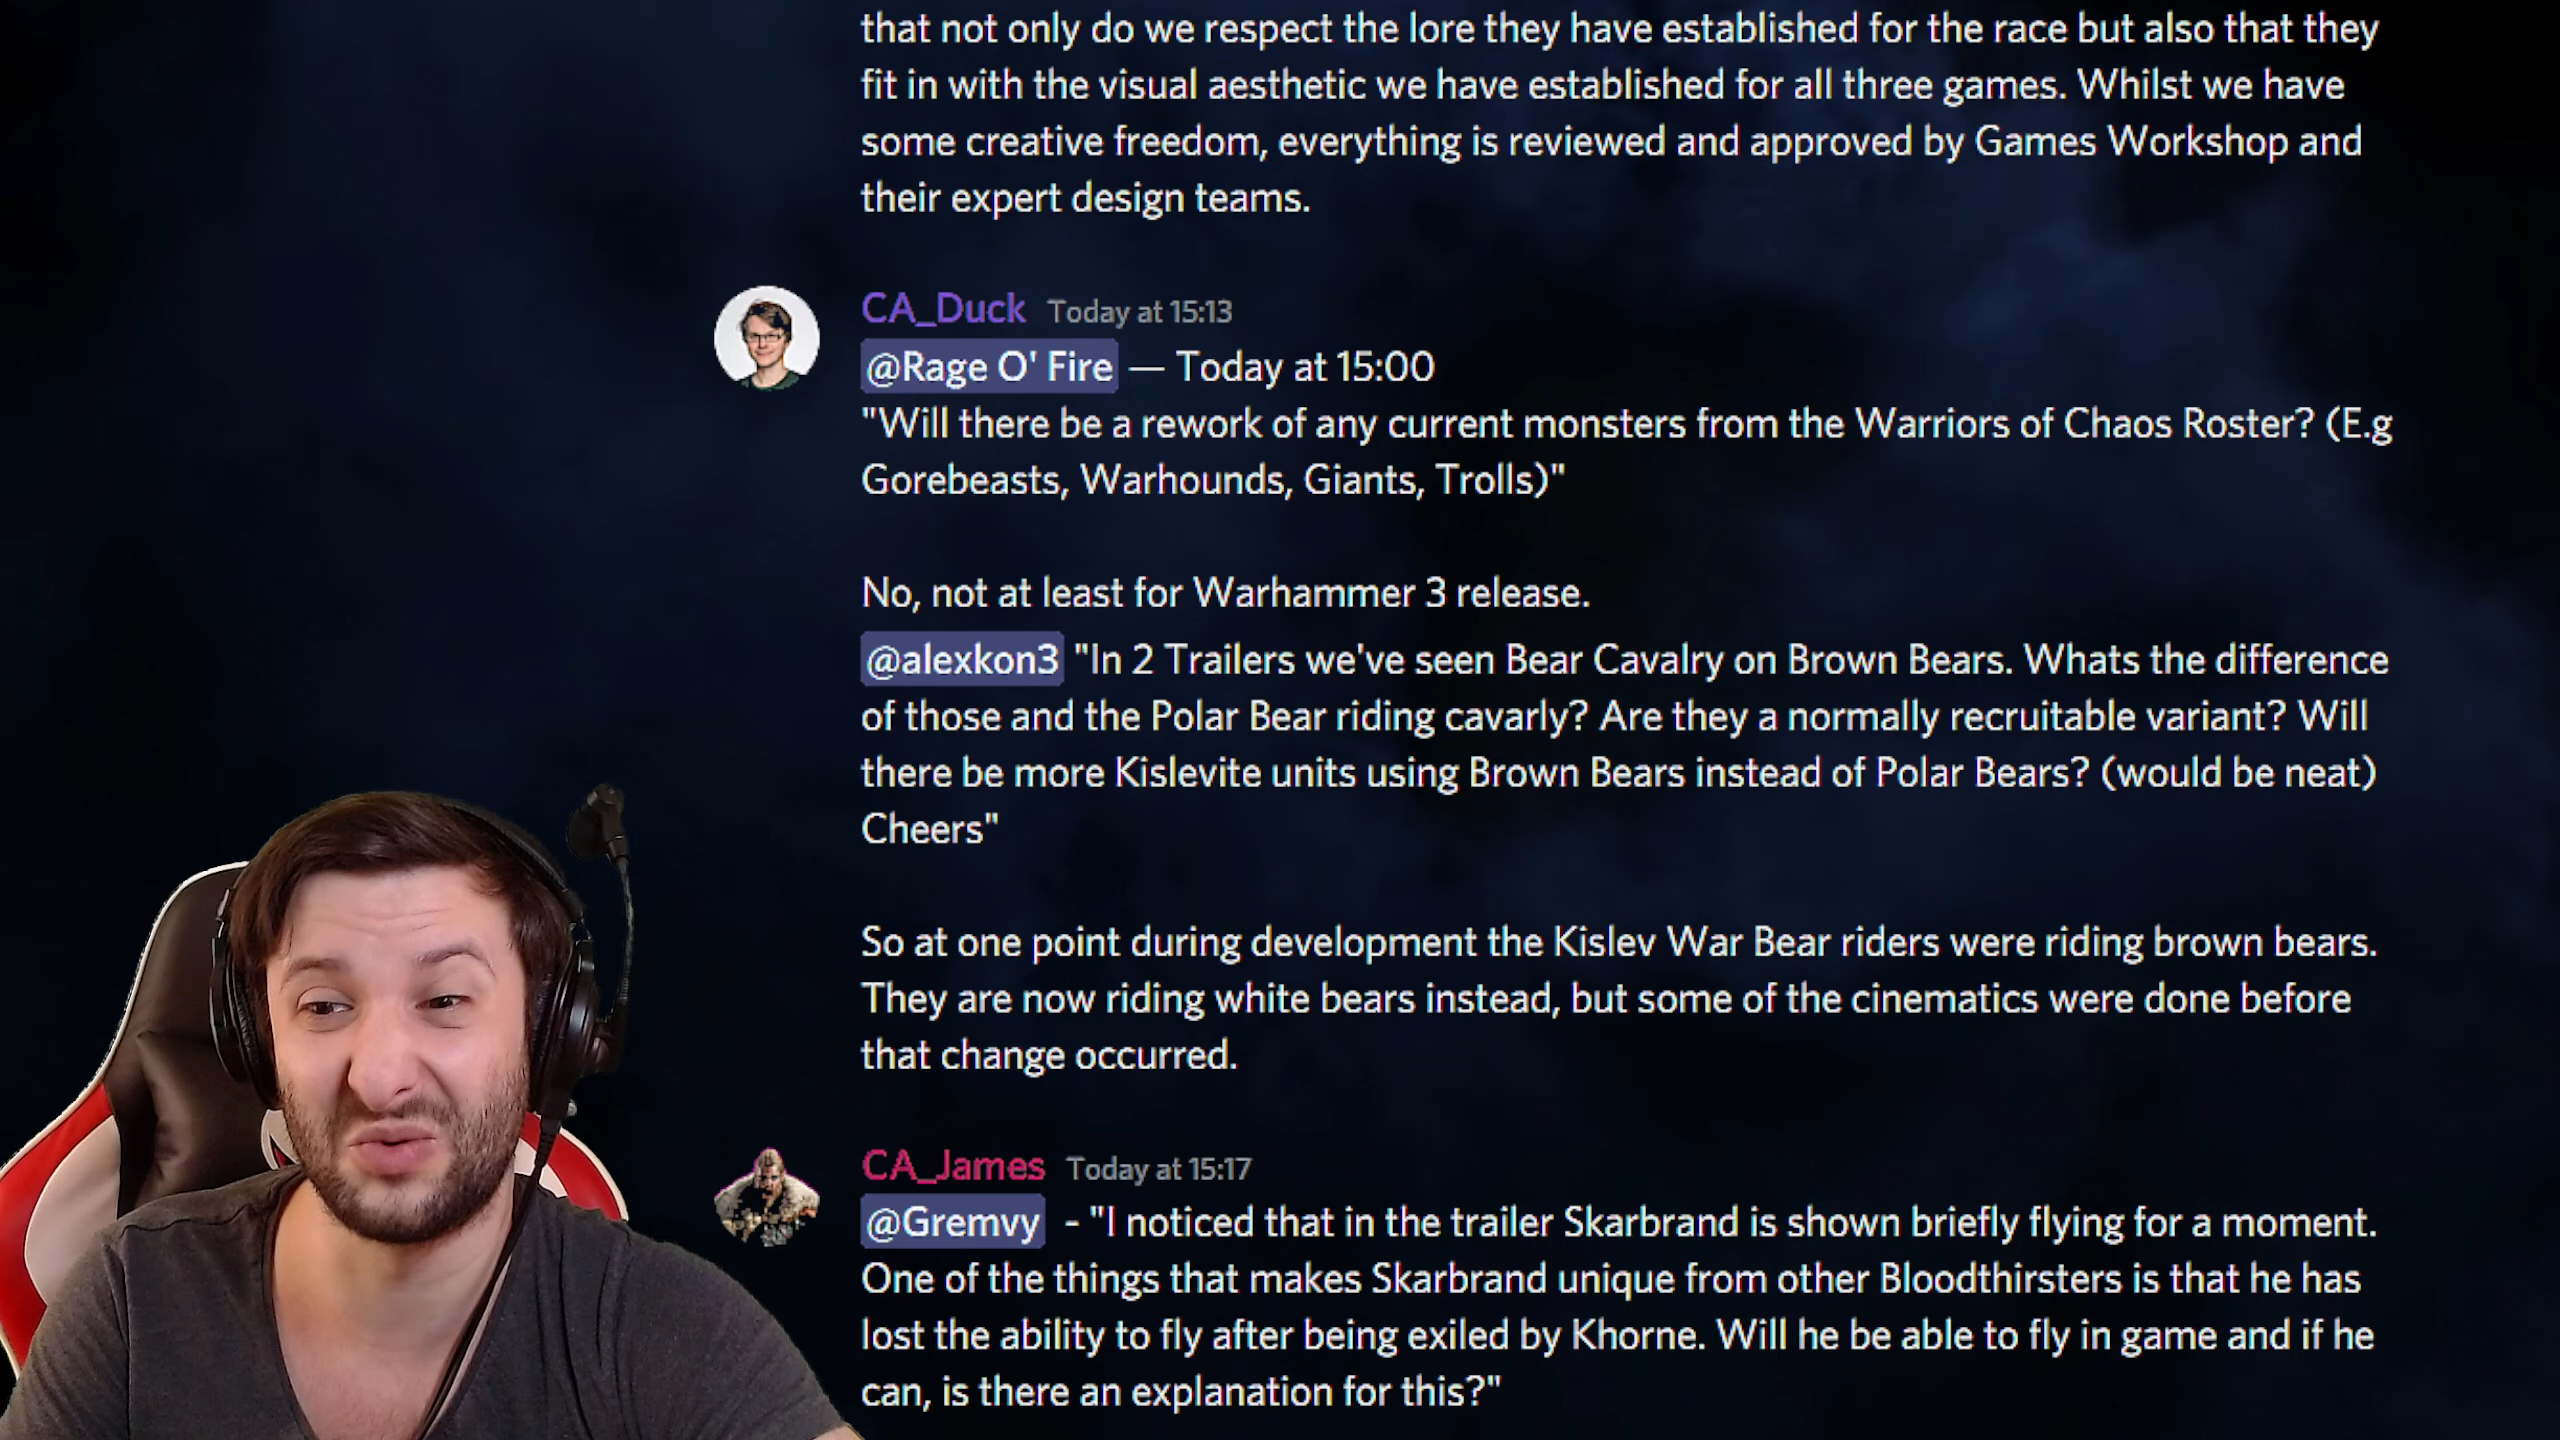 that not only do we respect the lore they have established for the race but also that they
fit in with the visual aesthetic we have established for all three games. Whilst we have
some creative freedom, everything is reviewed and approved by Games Workshop and
their expert design teams.
CA_Duck Today at 15:13
@Rage O' Fire — Today at 15:00
"Will there be a rework of any current monsters from the Warriors of Chaos Roster? (E.g
Gorebeasts, Warhounds, Giants, Trolls)"
No, not at least for Warhammer 3 release.
@alexkon3 "In 2 Trailers we've seen Bear Cavalry on Brown Bears. Whats the difference
of those and the Polar Bear riding cavarly? Are they a normally recruitable variant? Will
there be more Kislevite units using Brown Bears instead of Polar Bears? (would be neat)
Cheers"
So at one point during development the Kislev War Bear riders were riding brown bears.
They are now riding white bears instead, but some of the cinematics were done before
that change occurred.
CA_James Today at 15:17
@Gremvy - "I noticed that in the trailer Skarbrand is shown briefly flying for a moment.
One of the things that makes Skarbrand unique from other Bloodthirsters is that he has
lost the ability to fly after being exiled by Khorne. Will he be able to fly in game and if he
can, is there an explanation for this?"